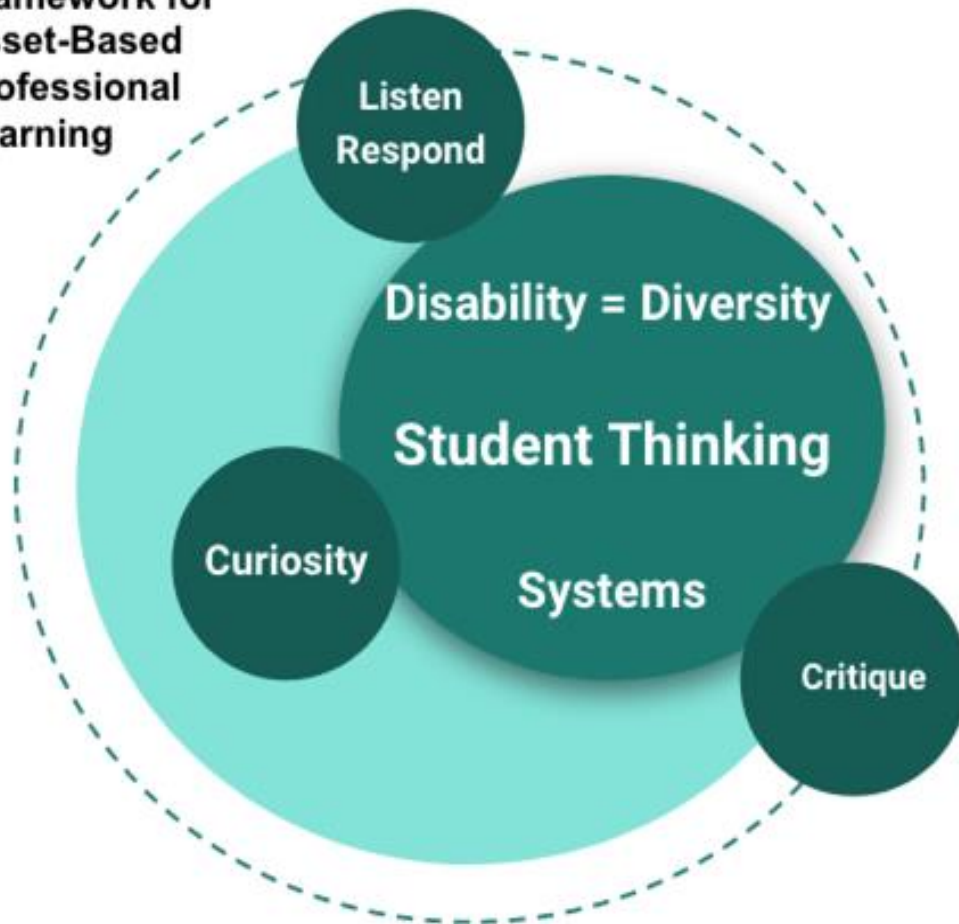 amework for
set-Based
ofessional
arning
Listen
Respond
Disability = Diversity
Student Thinking
Curiosity
Systems
Critique